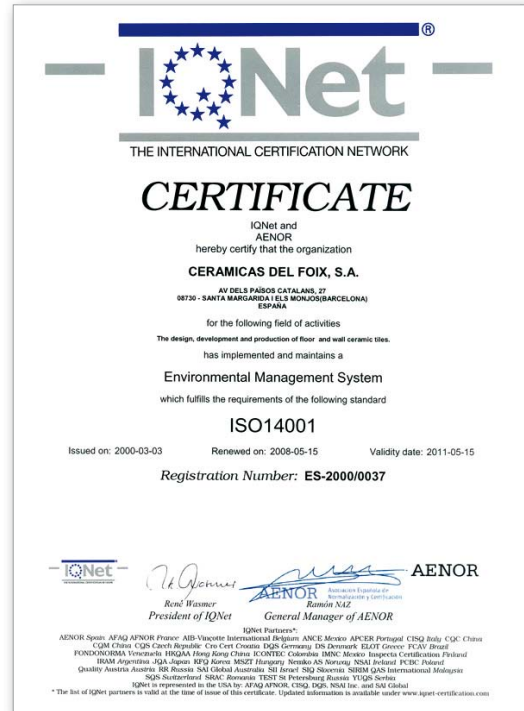 ®
IQNet
THE INTERNATIONAL CERTIFICATION NETWORK
CERTIFICATE
IQNet and
AENOR
hereby certify that the organization
CERAMICAS DEL FOIX, S.A.
AV DELS PAÏSOS CATALANS, 27
08730 - SANTA MARGARIDA I ELS MONJOS(BARCELONA)
ESPAÑA
for the following field of activities
The design, development and production of floor and wall ceramic tiles.
has implemented and maintains a
Environmental Management System
which fulfills the requirements of the following standard
ISO14001
Issued on: 2000-03-03 Renewed on: 2008-05-15 Validity date: 2011-05-15
Registration Number: ES-2000/0037
IQNet
AENOR Asociación Española de
Normalización y Certificación
AENOR
René Wasmer Ramón NAZ
President of IQNet General Manager of AENOR
IQNet Partners*:
AENOR Spain AFAQ AFNOR France AIB-Vinçotte International Belgium ANCE Mexico APCER Portugal CISQ Italy CQC China
CQM China CQS Czech Republic Cro Cert Croatia DQS Germany DS Denmark ELOT Greece FCAV Brazil
FONDONORMA Venezuela HKQAA Hong Kong China ICONTEC Colombia IMNC Mexico Inspecta Certification Finland
IRAM Argentina JQA Japan KFQ Korea MSZT Hungary Nemko AS Norway NSAI Ireland PCBC Poland
Quality Austria Austria RR Russia SAI Global Australia SII Israel SIQ Slovenia SIRIM QAS International Malaysia
SQS Switzerland SRAC Romania TEST St Petersburg Russia YUQS Serbia
IQNet is represented in the USA by: AFAQ AFNOR, CISQ, DQS, NSAI Inc. and SAI Global
* The list of IQNet partners is valid at the time of issue of this certificate. Updated information is available under www.iqnet-certification.com